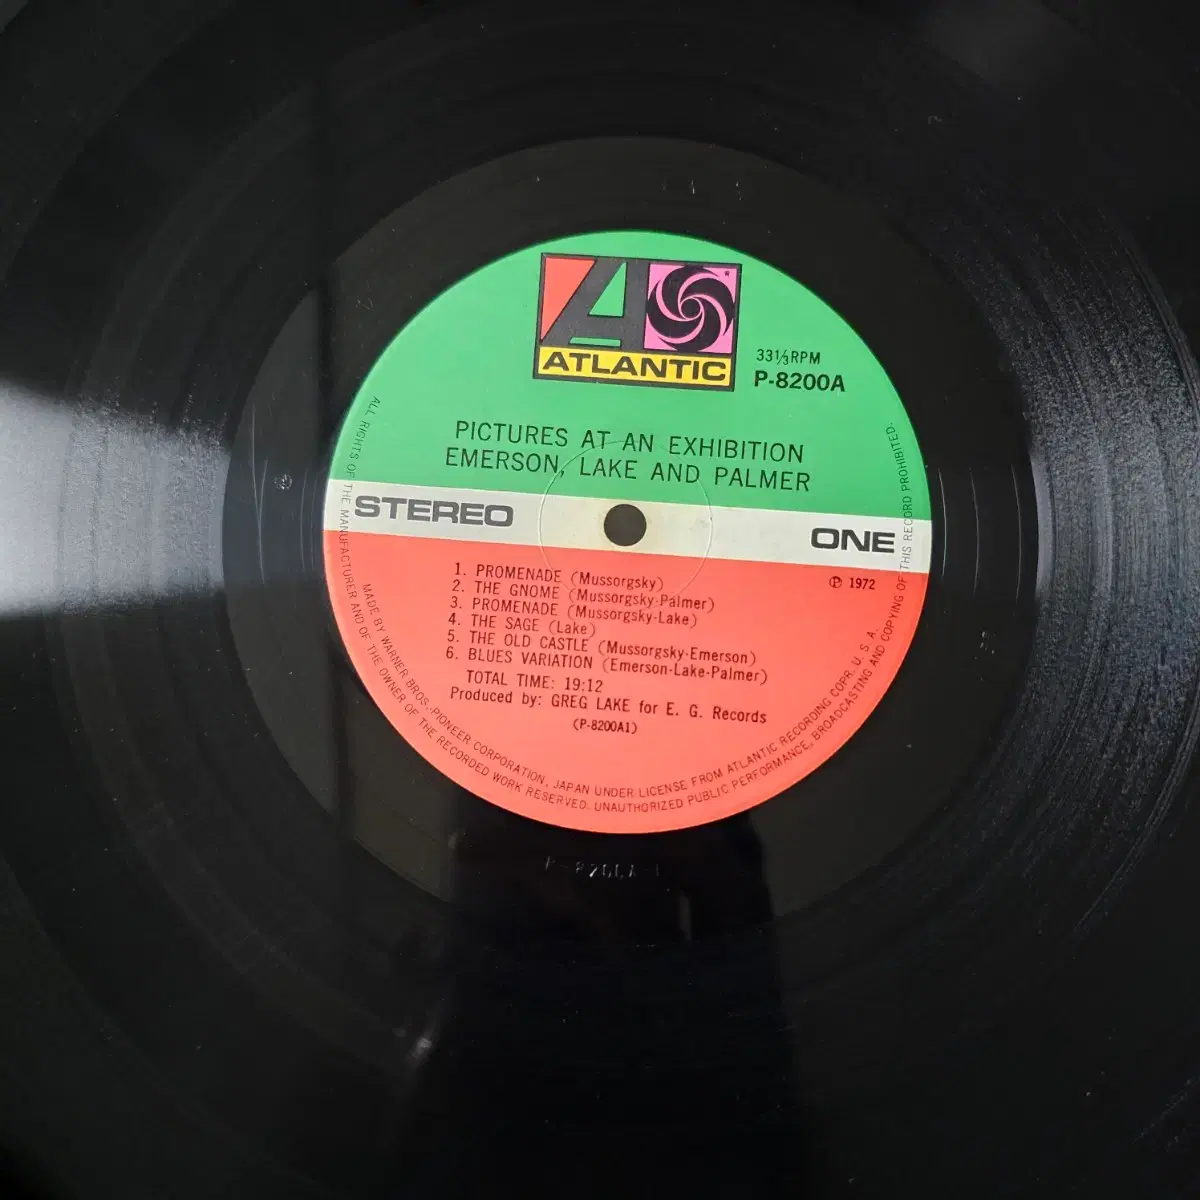 ATLANTIC
33⅓RPM
P-8200A
PICTURES AT AN EXHIBITION
EMERSON, LAKE AND PALMER
STEREO
ONE
℗ 1972
1. PROMENADE (Mussorgsky)
2. THE GNOME (Mussorgsky-Palmer)
3. PROMENADE (Mussorgsky-Lake)
4. THE SAGE (Lake)
5. THE OLD CASTLE (Mussorgsky-Emerson)
6. BLUES VARIATION (Emerson-Lake-Palmer)
TOTAL TIME: 19:12
Produced by: GREG LAKE for E. G. Records
(P-8200A1)
MADE BY WARNER BROS.-PIONEER CORPORATION, JAPAN UNDER LICENSE FROM ATLANTIC RECORDING COPR. U. S. A.
ALL RIGHTS OF THE MANUFACTURER AND OF THE OWNER OF THE RECORDED WORK RESERVED. UNAUTHORIZED PUBLIC PERFORMANCE, BROADCASTING AND COPYING OF THIS RECORD PROHIBITED.
P-8200A-1